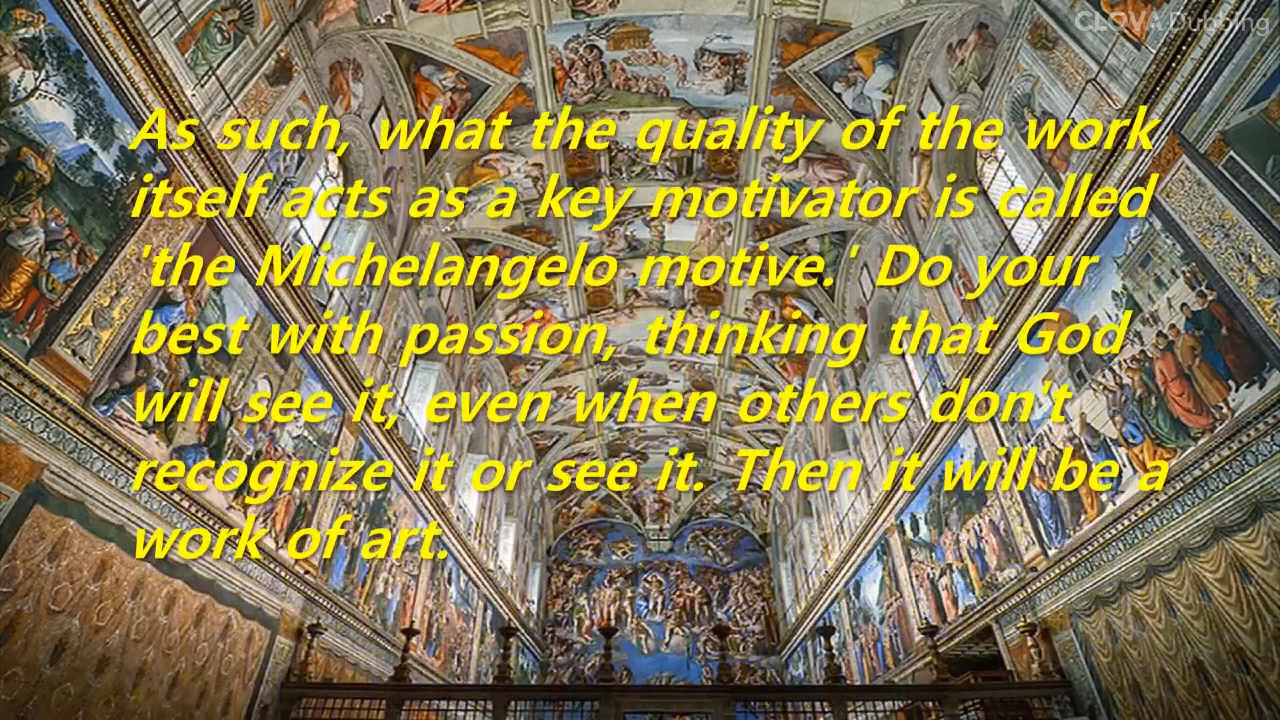 CLOVA Dubbing
As such, what the quality of the work
itself acts as a key motivator is called
'the Michelangelo motive.' Do your
best with passion, thinking that God
will see it, even when others don't
recognize it or see it. Then it will be a
work of art.